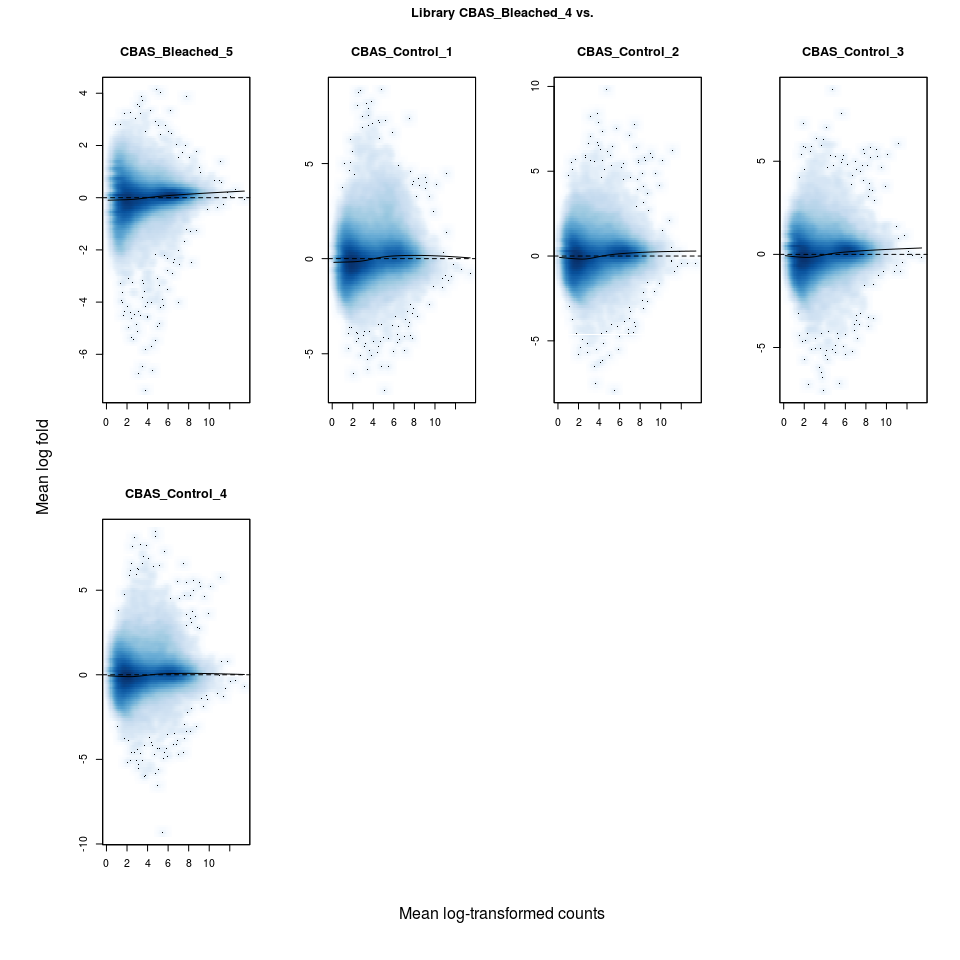 Library CBAS_Bleached_4 vs.
CBAS_Bleached_5
CBAS_Control_1
CBAS_Control_2
CBAS_Control_3
4
2
0
-2
-4
-6
0 2 4 6 8 10
5
0
-5
0 2 4 6 8 10
10
5
0
-5
0 2 4 6 8 10
5
0
-5
0 2 4 6 8 10
Mean log fold
CBAS_Control_4
5
0
-5
-10
0 2 4 6 8 10
Mean log-transformed counts